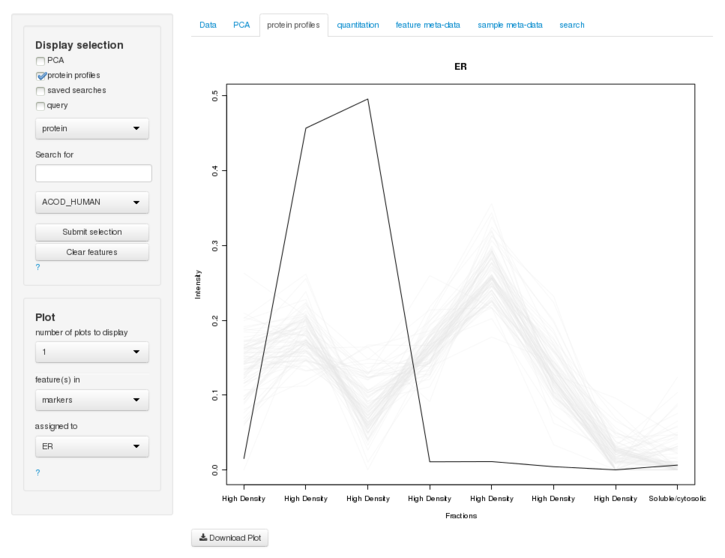 Display selection
PCA
protein profiles
saved searches
query
protein
Search for
ACOD_HUMAN
Submit selection
Clear features
?
Plot
number of plots to display
1
feature(s) in
markers
assigned to
ER
?
Data PCA protein profiles quantitation feature meta-data sample meta-data search
ER
0.5
0.4
0.3
0.2
0.1
0.0
Intensity
High Density High Density High Density High Density High Density High Density High Density Soluble/cytosolic
Fractions
Download Plot